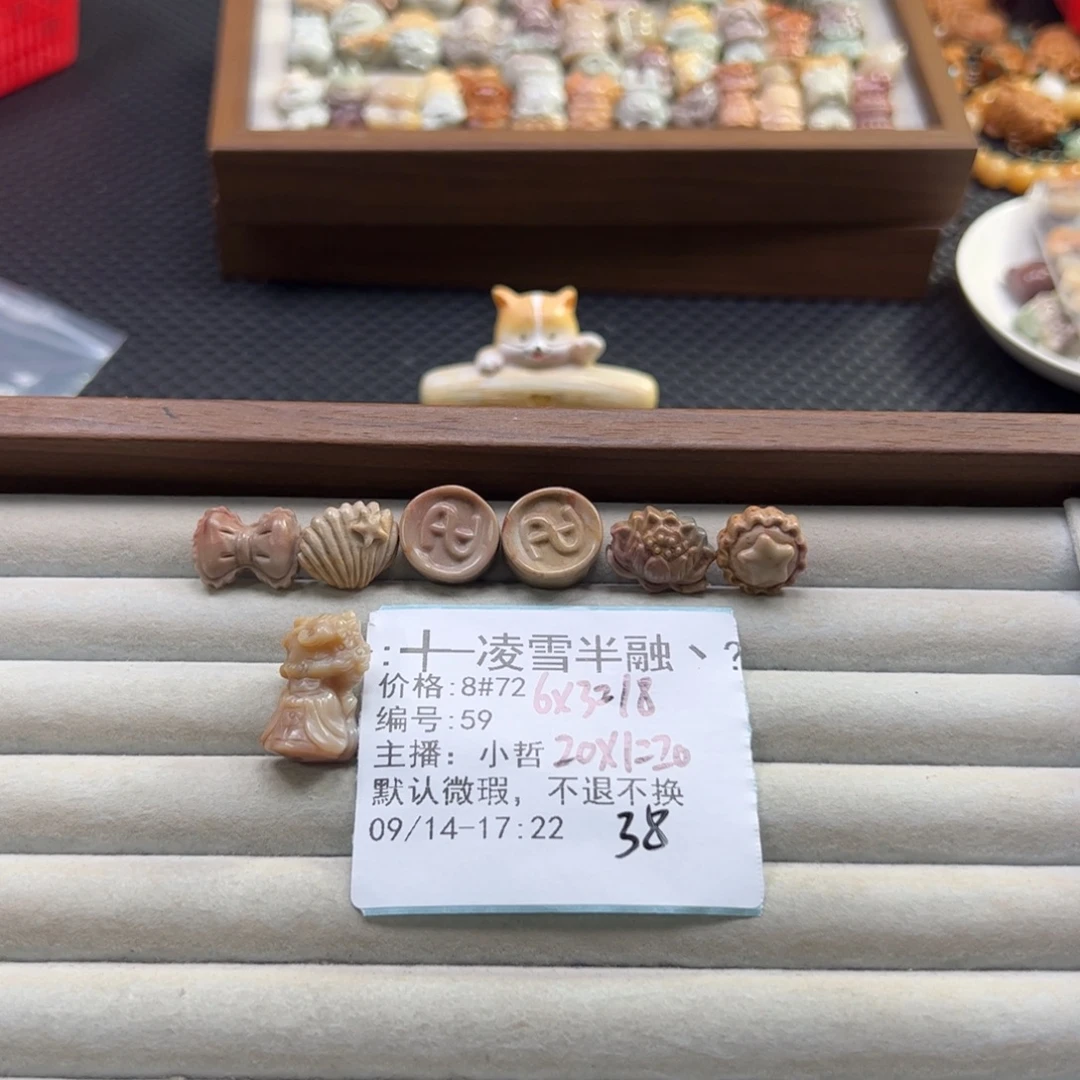 :十一凌雪半融丶?
价格:8#72 6x3=18
编号:59
主播：小哲 20x1=20
默认微瑕，不退不换
09/14-17:22 38